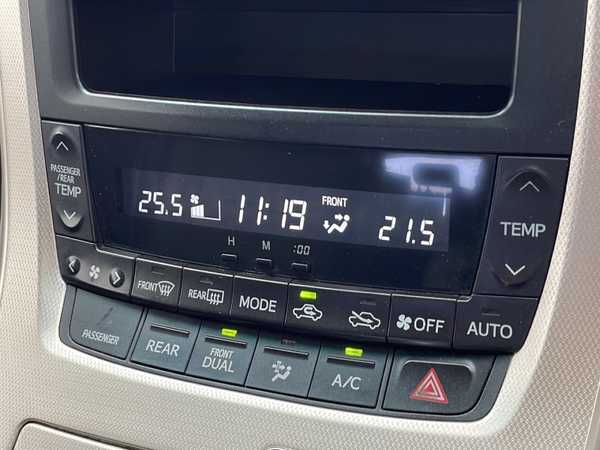 PASSENGER
/REAR
TEMP
25.5
11:19
FRONT
21.5
TEMP
H
M
:00
FRONT
REAR
MODE
OFF
AUTO
PASSENGER
REAR
FRONT
DUAL
A/C